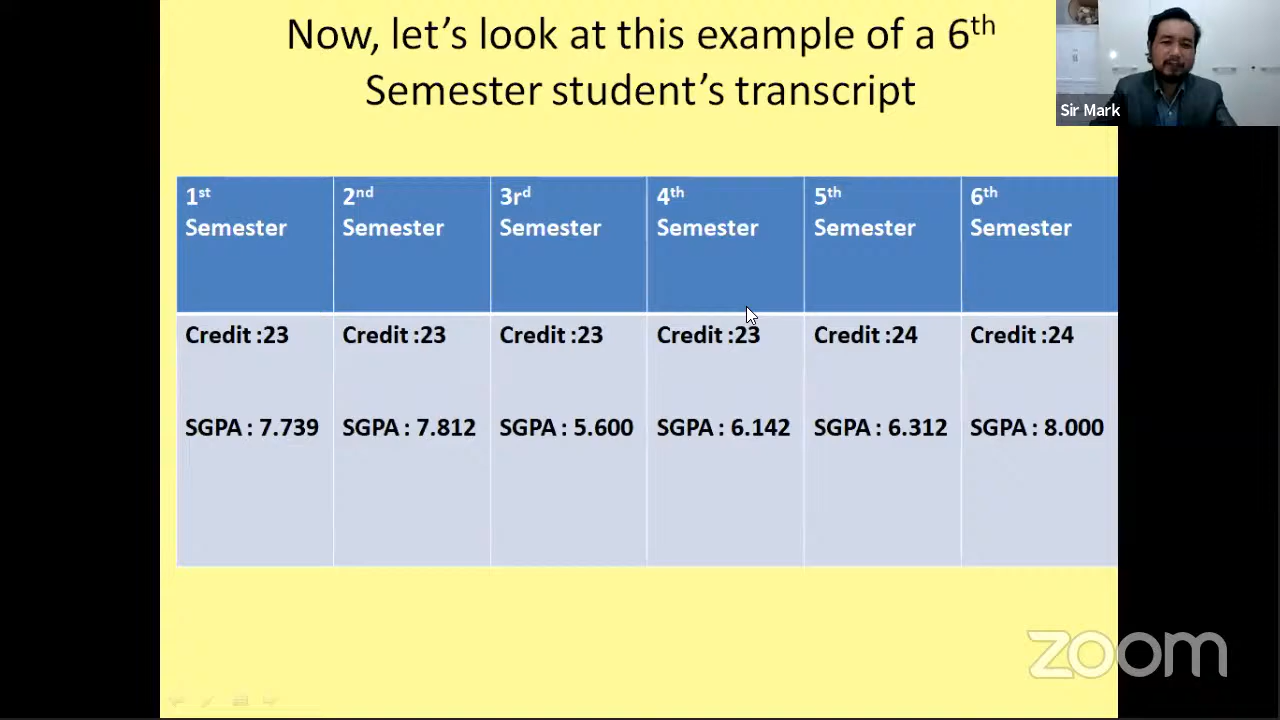 Now, let's look at this example of a 6th
Semester student's transcript
Sir Mark
1st Semester
2nd Semester
3rd Semester
4th Semester
5th Semester
6th Semester
Credit :23
Credit :23
Credit :23
Credit :23
Credit :24
Credit :24
SGPA : 7.739
SGPA : 7.812
SGPA : 5.600
SGPA : 6.142
SGPA : 6.312
SGPA : 8.000
zoom